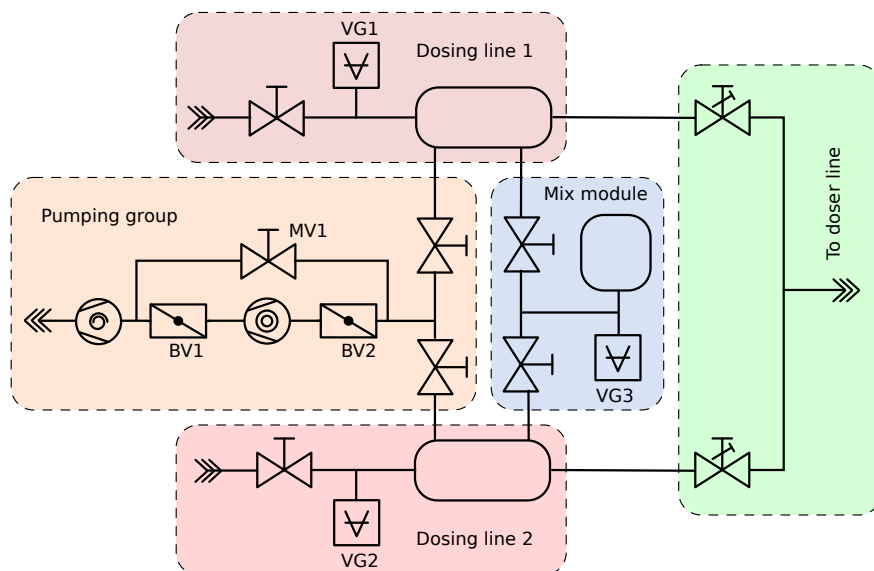 VG1
Dosing line 1
Pumping group
MV1
BV1
BV2
Mix module
VG3
To doser line
VG2
Dosing line 2